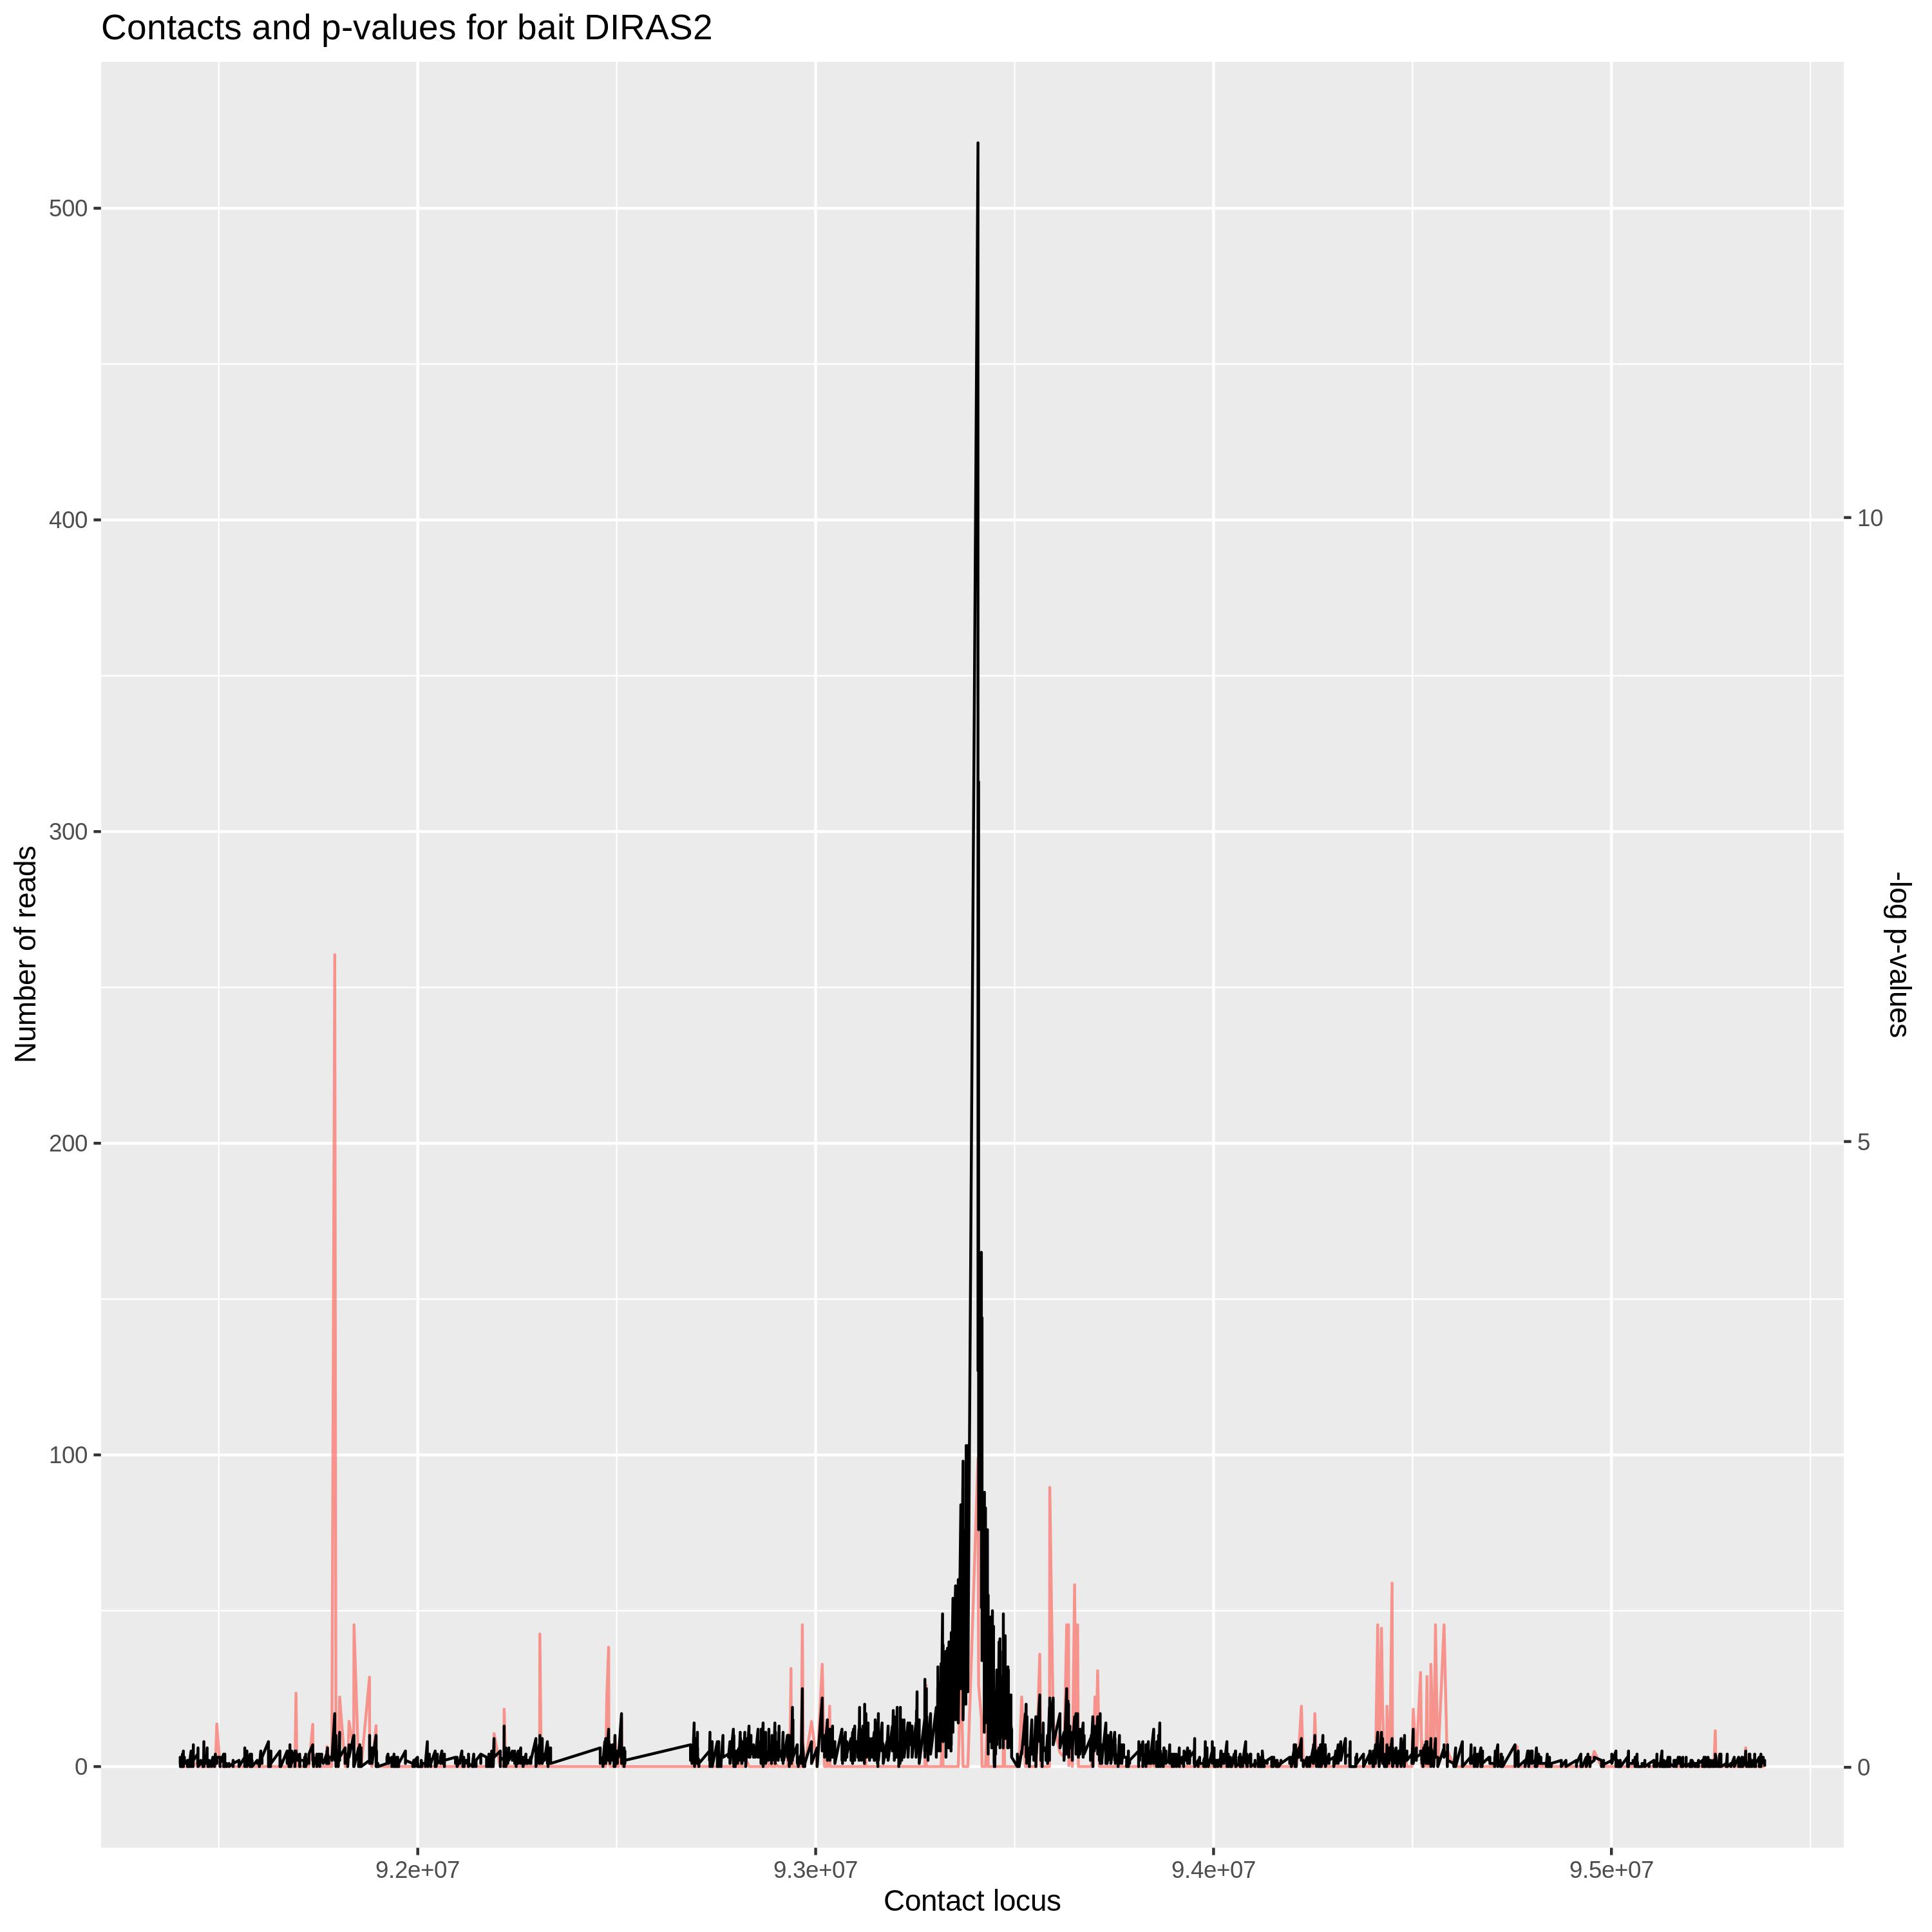 Contacts and p-values for bait DIRAS2
500
400
300
200
100
0
Number of reads
10
5
0
-log p-values
9.2e+07
9.3e+07
9.4e+07
9.5e+07
Contact locus